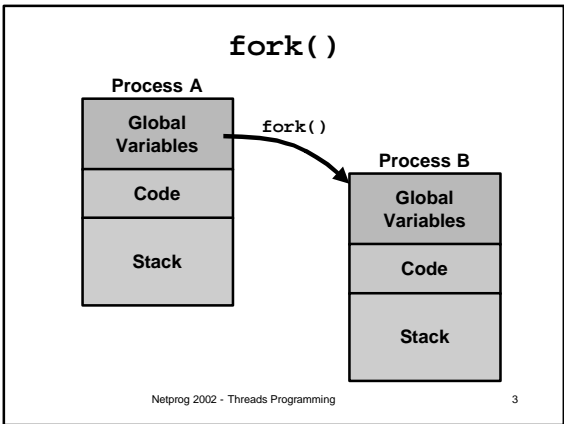 fork()
Process A
Global
Variables
Code
Stack
fork()
Process B
Global
Variables
Code
Stack
Netprog 2002 - Threads Programming
3